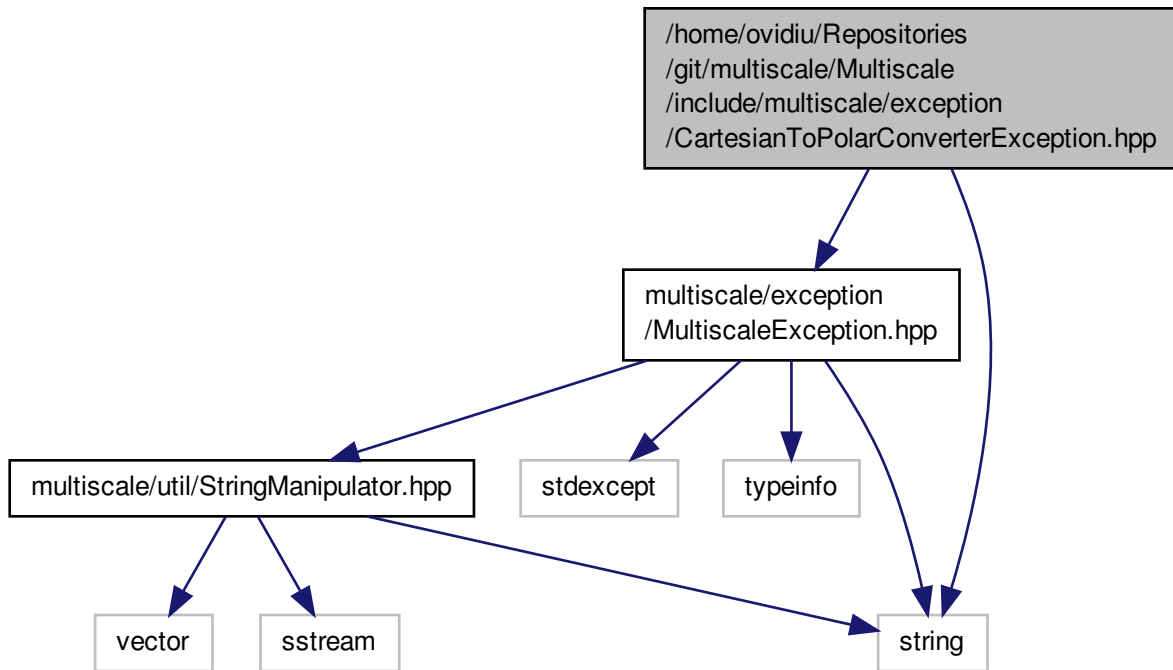 /home/ovidiu/Repositories
/git/multiscale/Multiscale
/include/multiscale/exception
/CartesianToPolarConverterException.hpp
multiscale/exception
/MultiscaleException.hpp
multiscale/util/StringManipulator.hpp
stdexcept
typeinfo
vector
sstream
string